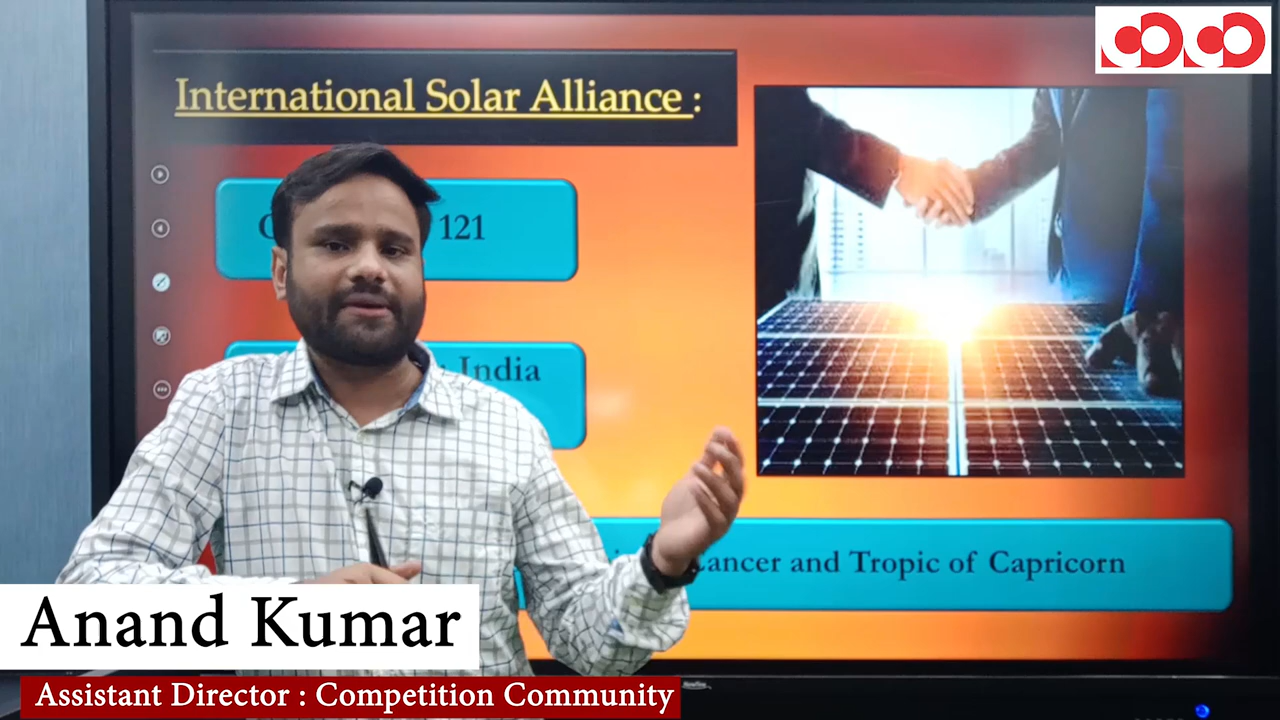 International Solar Alliance :
121
: India
Cancer and Tropic of Capricorn
Anand Kumar
Assistant Director : Competition Community